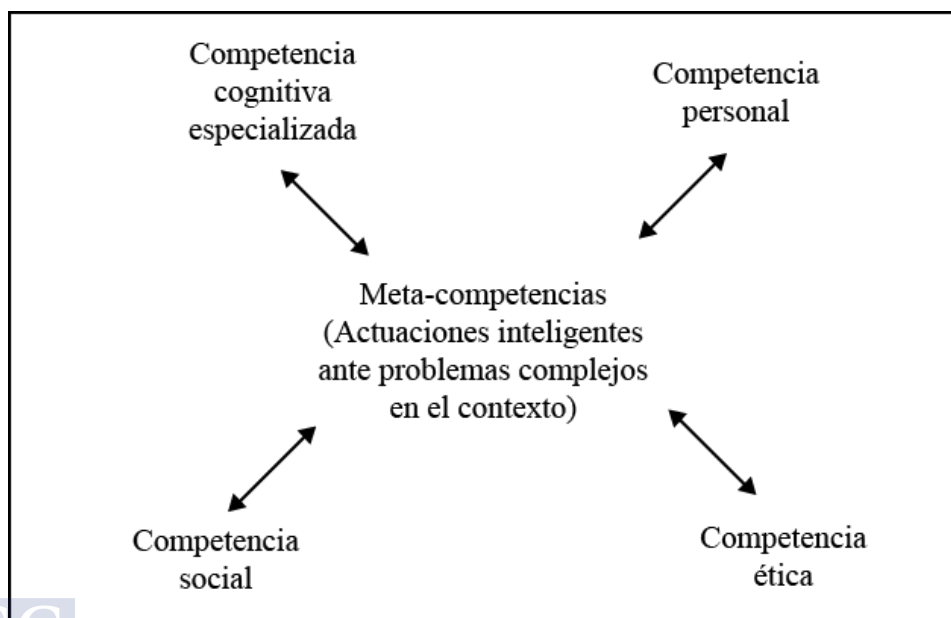 Competencia
cognitiva
especializada
Competencia
personal
Meta-competencias
(Actuaciones inteligentes
ante problemas complejos
en el contexto)
Competencia
social
Competencia
ética